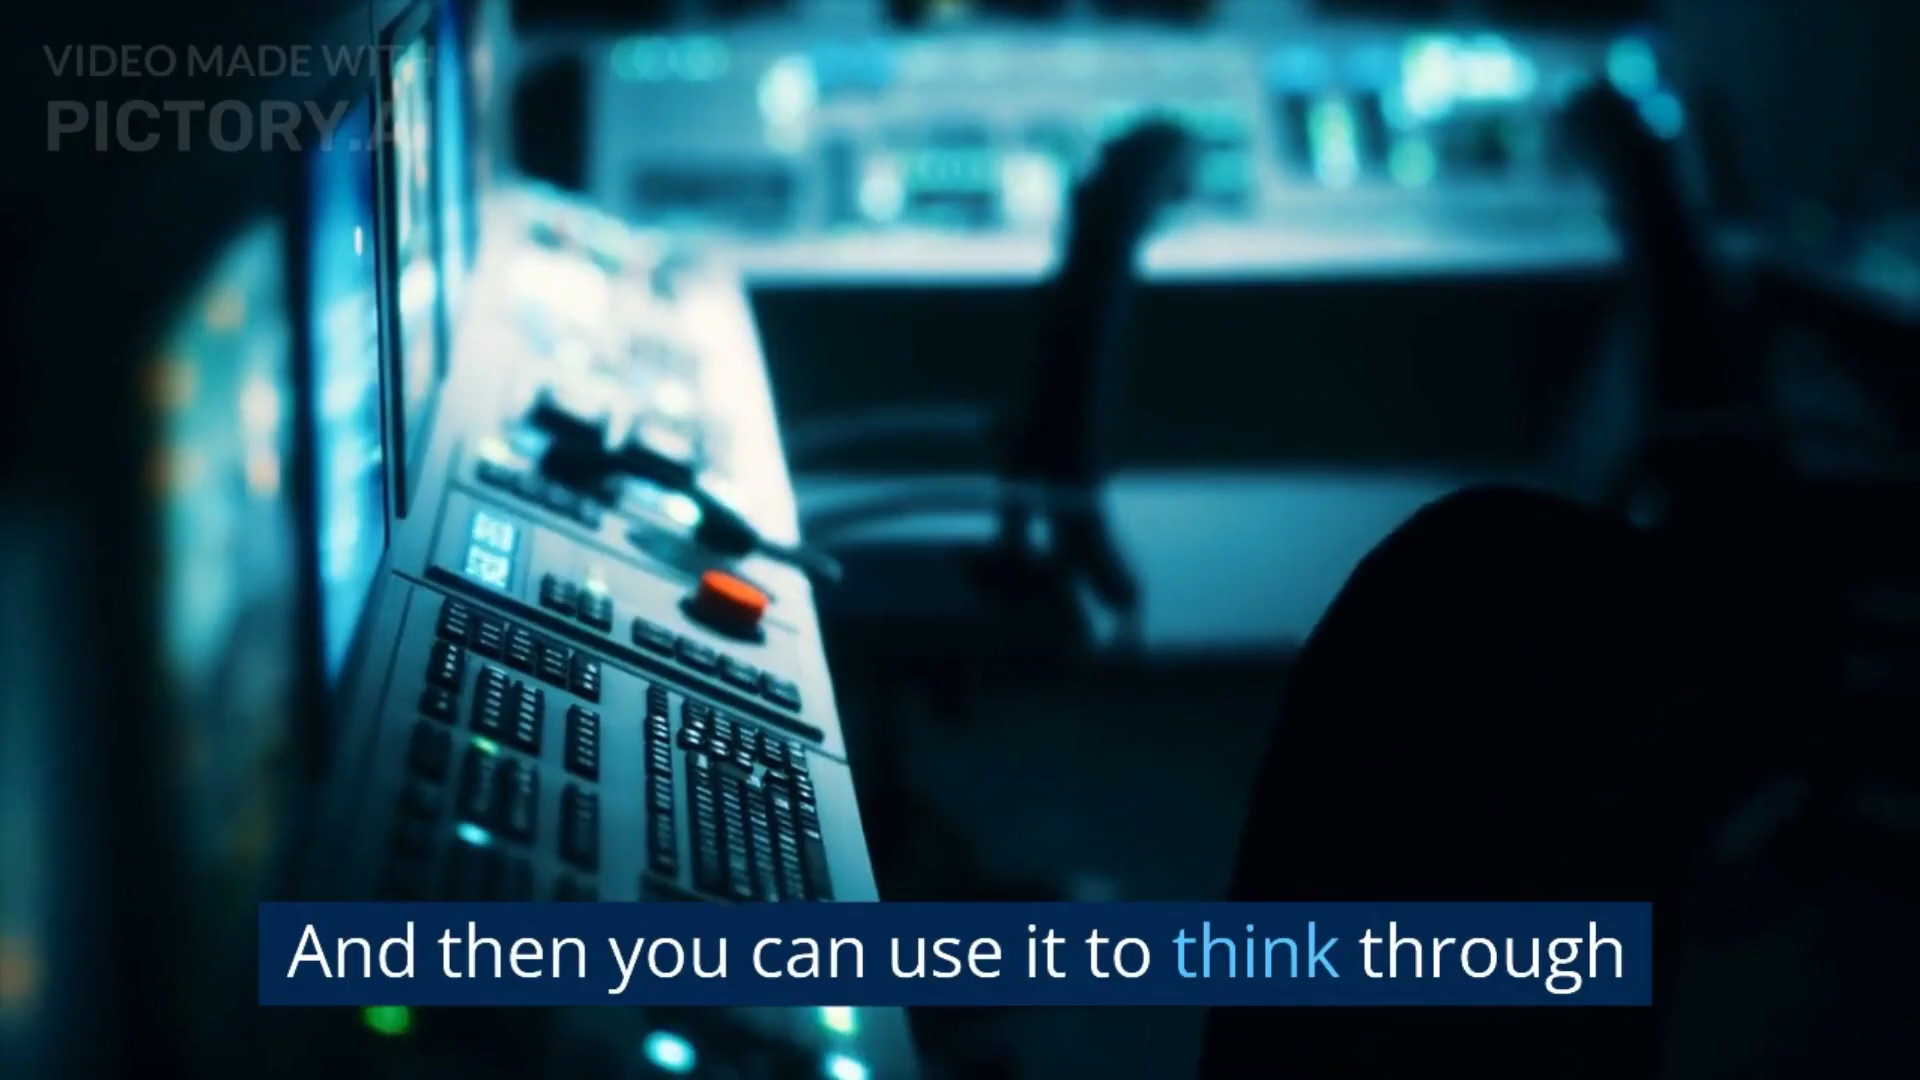 VIDEO MADE WITH
PICTORY.AI
And then you can use it to think through